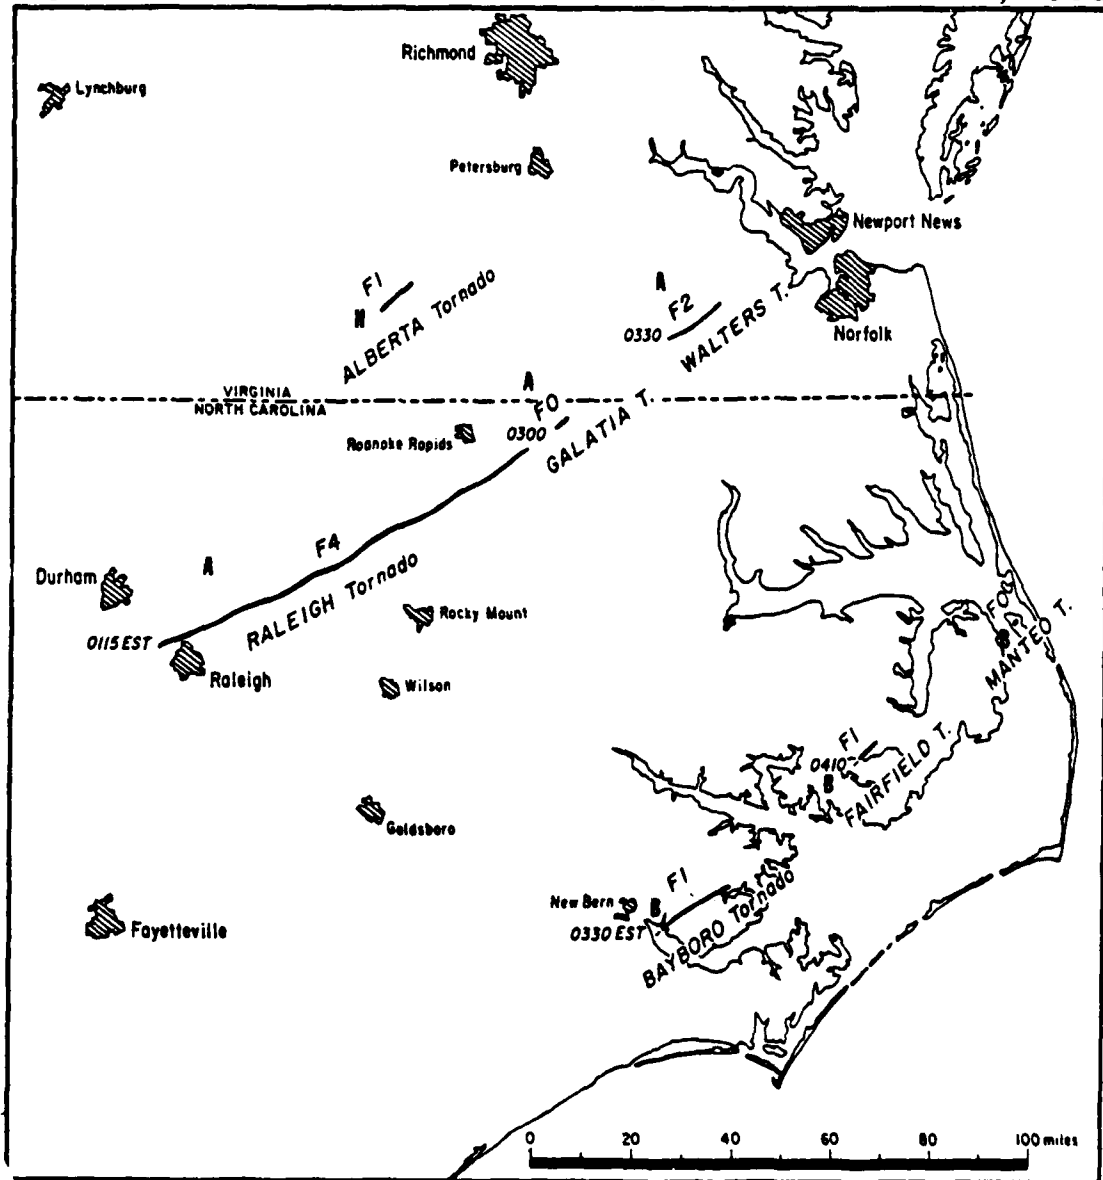 Richmond
Lynchburg
Petersburg
Newport News
F1
A
F2
N
ALBERTA Tornado
0330
WALTERS T.
Norfolk
A
VIRGINIA
NORTH CAROLINA
F0
Roanoke Rapids
0300
GALATIA T.
F4
A
Durham
RALEIGH Tornado
F0
Rocky Mount
MANTEO T.
0115 EST
Raleigh
Wilson
F1
0410
B
FAIRFIELD T.
Goldsboro
F1
New Bern
B
Fayetteville
0330 EST
BAYBORO Tornado
0 20 40 60 80 100 miles